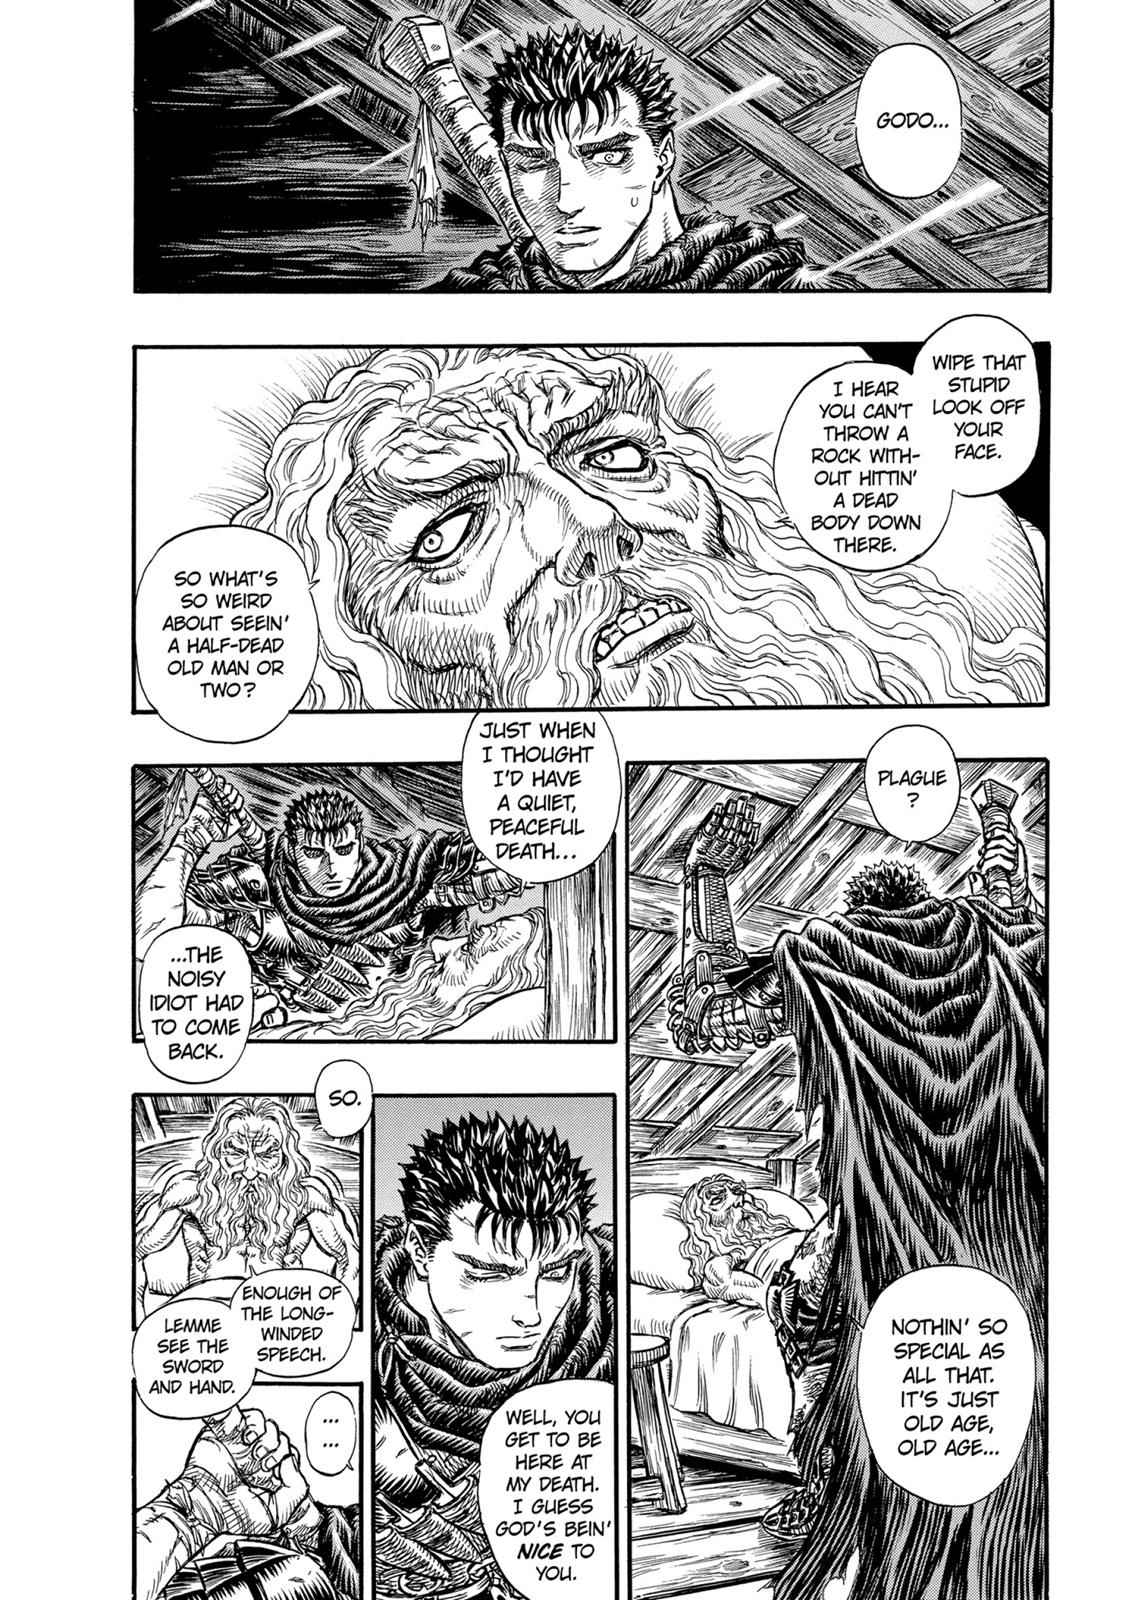 GODO...
WIPE THAT
STUPID
LOOK OFF
YOUR
FACE.
I HEAR
YOU CAN'T
THROW A
ROCK WITH-
OUT HITTIN'
A DEAD
BODY DOWN
THERE.
SO WHAT'S
SO WEIRD
ABOUT SEEIN'
A HALF-DEAD
OLD MAN OR
TWO?
PLAGUE
?
NOTHIN' SO
SPECIAL AS
ALL THAT.
IT'S JUST
OLD AGE,
OLD AGE...
JUST WHEN
I THOUGHT
I'D HAVE
A QUIET,
PEACEFUL
DEATH...
...THE
NOISY
IDIOT HAD
TO COME
BACK.
WELL, YOU
GET TO BE
HERE AT
MY DEATH.
I GUESS
GOD'S BEIN'
NICE TO
YOU.
SO.
ENOUGH OF
THE LONG-
WINDED
SPEECH.
LEMME
SEE THE
SWORD
AND HAND.
...
...